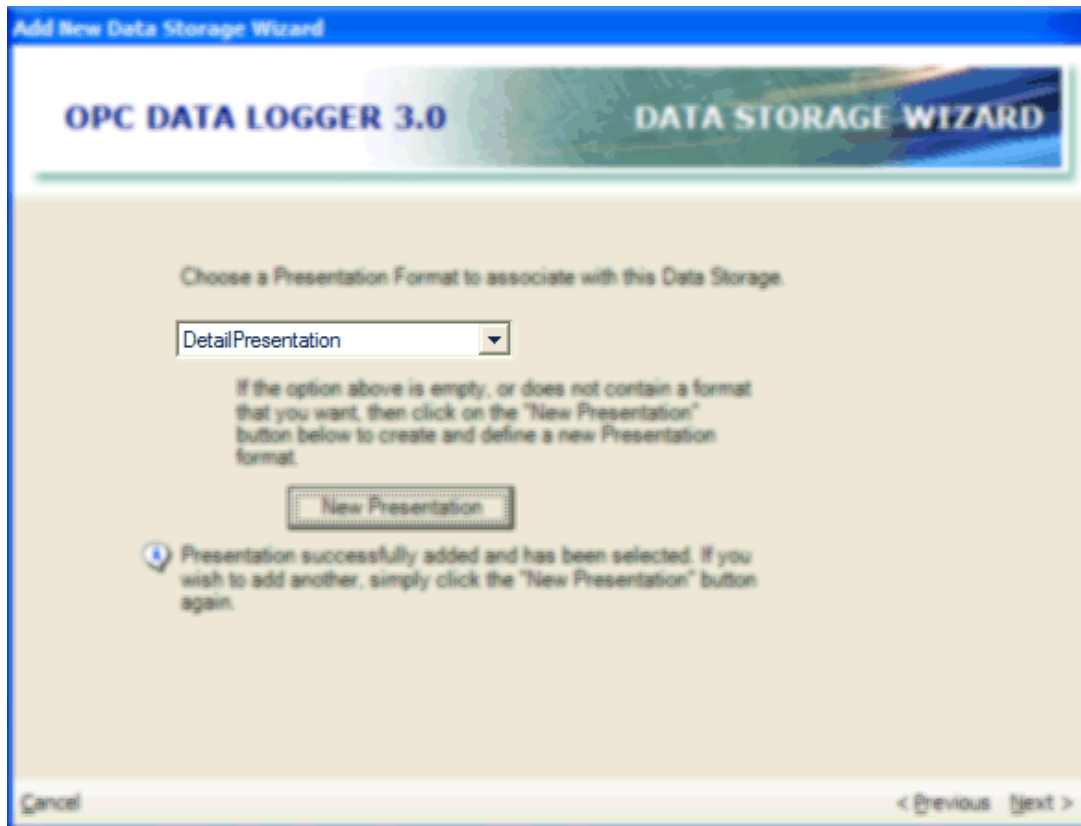 Add New Data Storage Wizard
OPC DATA LOGGER 3.0
DATA STORAGE WIZARD
Choose a Presentation Format to associate with this Data Storage.
DetailPresentation
If the option above is empty, or does not contain a format
that you want, then click on the "New Presentation"
button below to create and define a new Presentation
format.
New Presentation
Presentation successfully added and has been selected. If you
wish to add another, simply click the "New Presentation" button
again.
Cancel
< Previous Next >